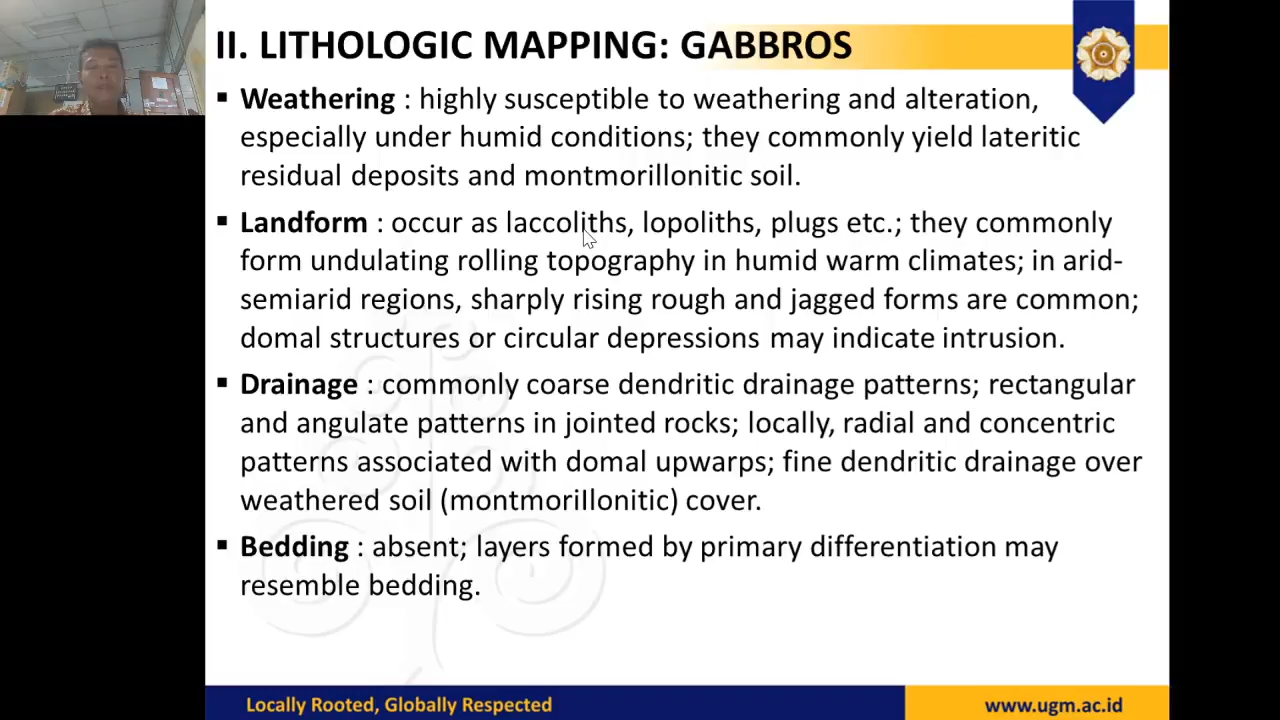 II. LITHOLOGIC MAPPING: GABBROS
▪ Weathering : highly susceptible to weathering and alteration,
especially under humid conditions; they commonly yield lateritic
residual deposits and montmorillonitic soil.
▪ Landform : occur as laccoliths, lopoliths, plugs etc.; they commonly
form undulating rolling topography in humid warm climates; in arid-
semiarid regions, sharply rising rough and jagged forms are common;
domal structures or circular depressions may indicate intrusion.
▪ Drainage : commonly coarse dendritic drainage patterns; rectangular
and angulate patterns in jointed rocks; locally, radial and concentric
patterns associated with domal upwarps; fine dendritic drainage over
weathered soil (montmorillonitic) cover.
▪ Bedding : absent; layers formed by primary differentiation may
resemble bedding.
Locally Rooted, Globally Respected
www.ugm.ac.id